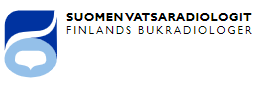 SUOMEN VATSARADIOLOGIT
FINLANDS BUKRADIOLOGER